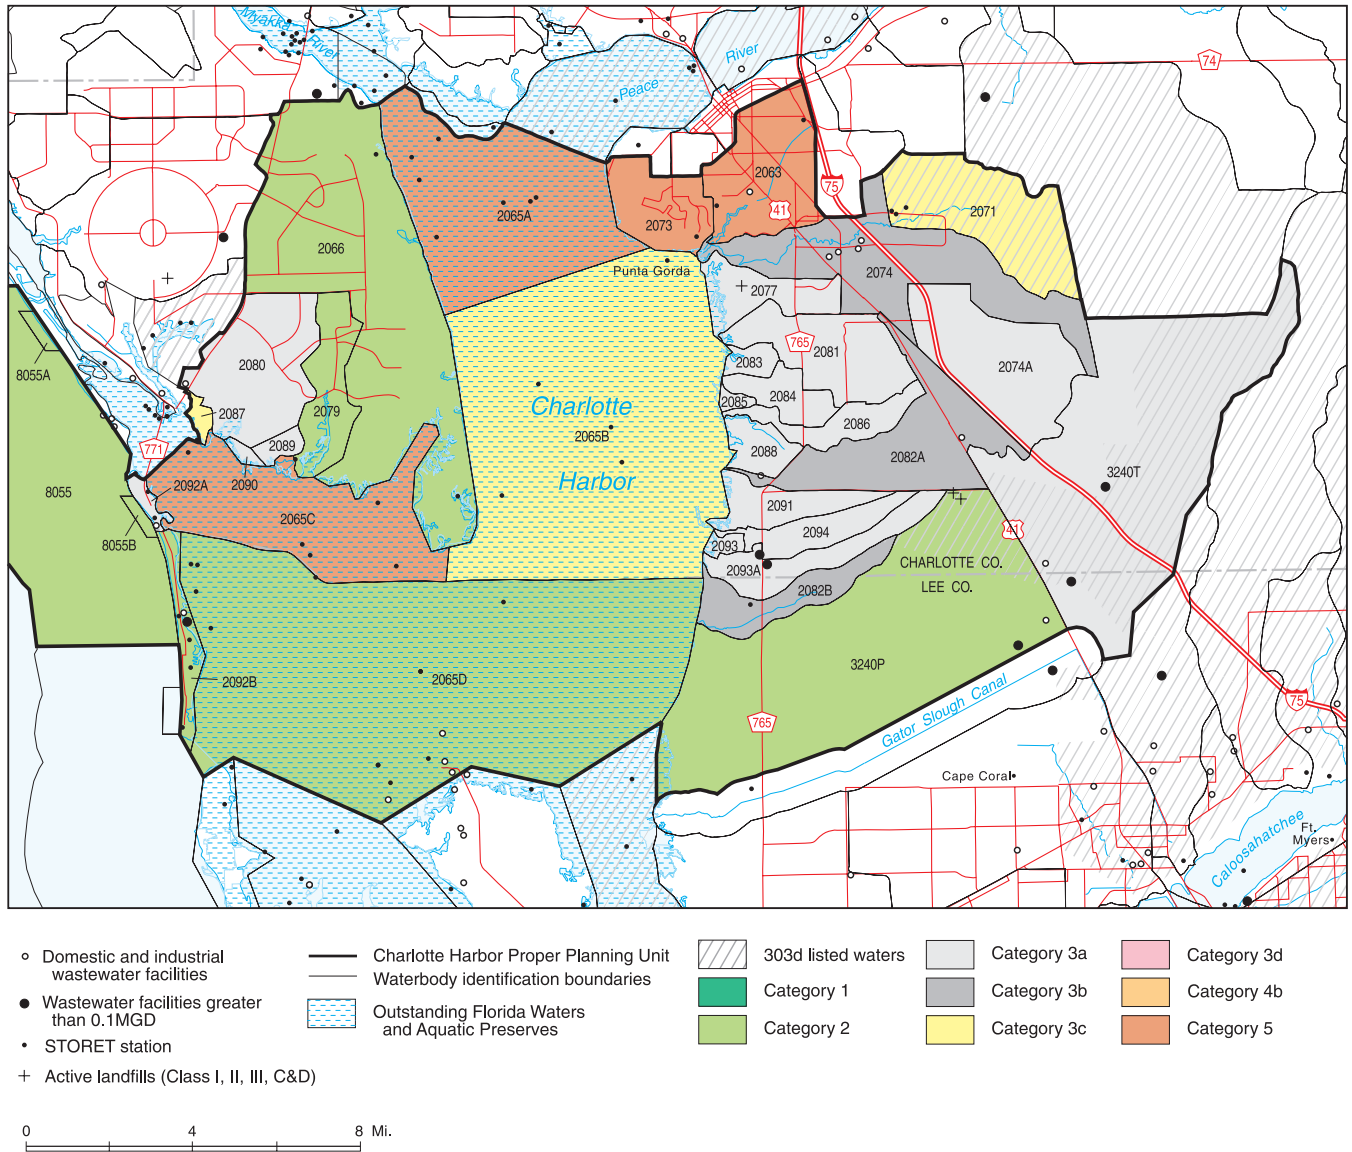 Myakka
River
River
Peace
74
75
2063
41
2071
2065A
2073
2066
2074
Punta Gorda
2077
765
2081
2083
2074A
8055A
2080
2084
2085
Charlotte
2087
2079
2086
2065B
771
2089
2088
2082A
Harbor
3240T
2092A
2090
8055
2091
2065C
2094
41
8055B
2093
CHARLOTTE CO.
2093A
LEE CO.
2082B
3240P
2092B
2065D
75
765
Gator Slough Canal
Cape Coral
Caloosahatchee
Ft.
Myers
Domestic and industrial
wastewater facilities
Wastewater facilities greater
than 0.1MGD
STORET station
Active landfills (Class I, II, III, C&D)
Charlotte Harbor Proper Planning Unit
Waterbody identification boundaries
Outstanding Florida Waters
and Aquatic Preserves
303d listed waters
Category 1
Category 2
Category 3a
Category 3b
Category 3c
Category 3d
Category 4b
Category 5
0 4 8 Mi.